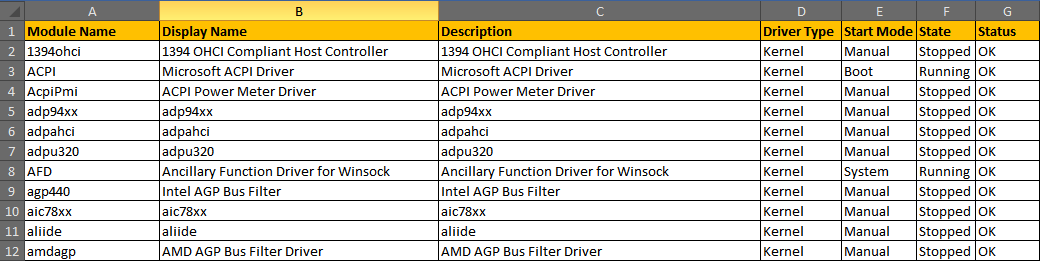 A B C D E F G
1 Module Name Display Name Description Driver Type Start Mode State Status
2 1394ohci 1394 OHCI Compliant Host Controller 1394 OHCI Compliant Host Controller Kernel Manual Stopped OK
3 ACPI Microsoft ACPI Driver Microsoft ACPI Driver Kernel Boot Running OK
4 AcpiPmi ACPI Power Meter Driver ACPI Power Meter Driver Kernel Manual Stopped OK
5 adp94xx adp94xx adp94xx Kernel Manual Stopped OK
6 adpahci adpahci adpahci Kernel Manual Stopped OK
7 adpu320 adpu320 adpu320 Kernel Manual Stopped OK
8 AFD Ancillary Function Driver for Winsock Ancillary Function Driver for Winsock Kernel System Running OK
9 agp440 Intel AGP Bus Filter Intel AGP Bus Filter Kernel Manual Stopped OK
10 aic78xx aic78xx aic78xx Kernel Manual Stopped OK
11 aliide aliide aliide Kernel Manual Stopped OK
12 amdagp AMD AGP Bus Filter Driver AMD AGP Bus Filter Driver Kernel Manual Stopped OK